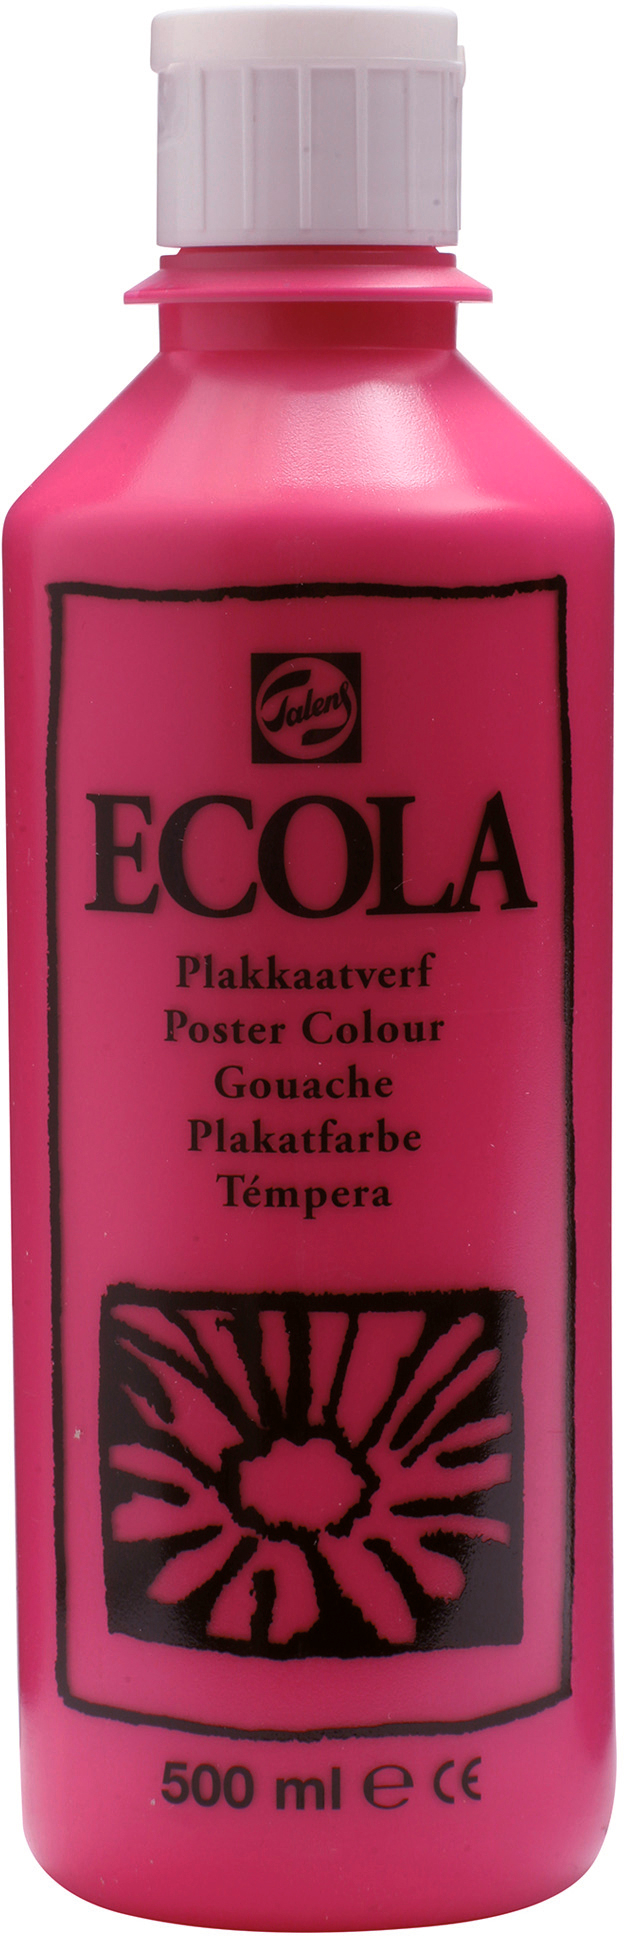 Talens
ECOLA
Plakkaatverf
Poster Colour
Gouache
Plakatfarbe
Témpera
500 ml ℮ CE